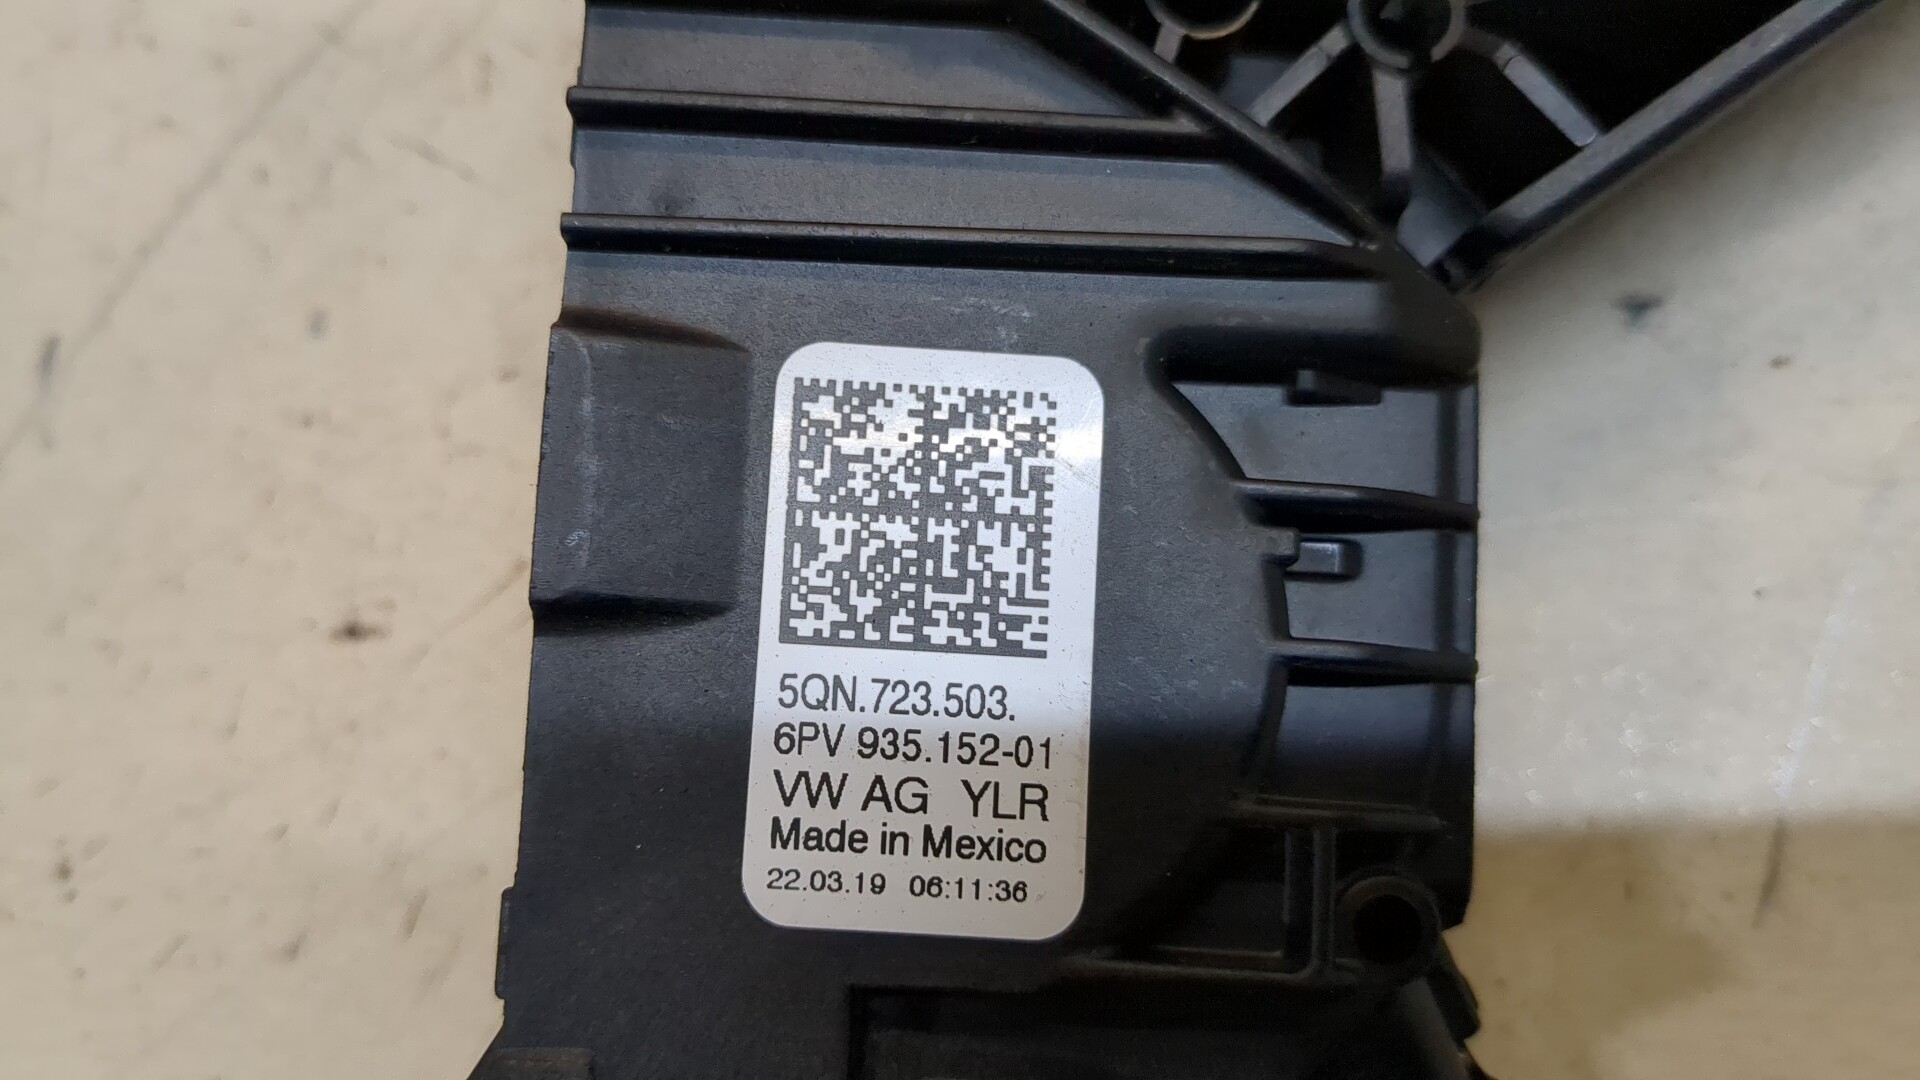 5QN.723.503.
6PV 935.152-01
VW AG YLR
Made in Mexico
22.03.19 06:11:36